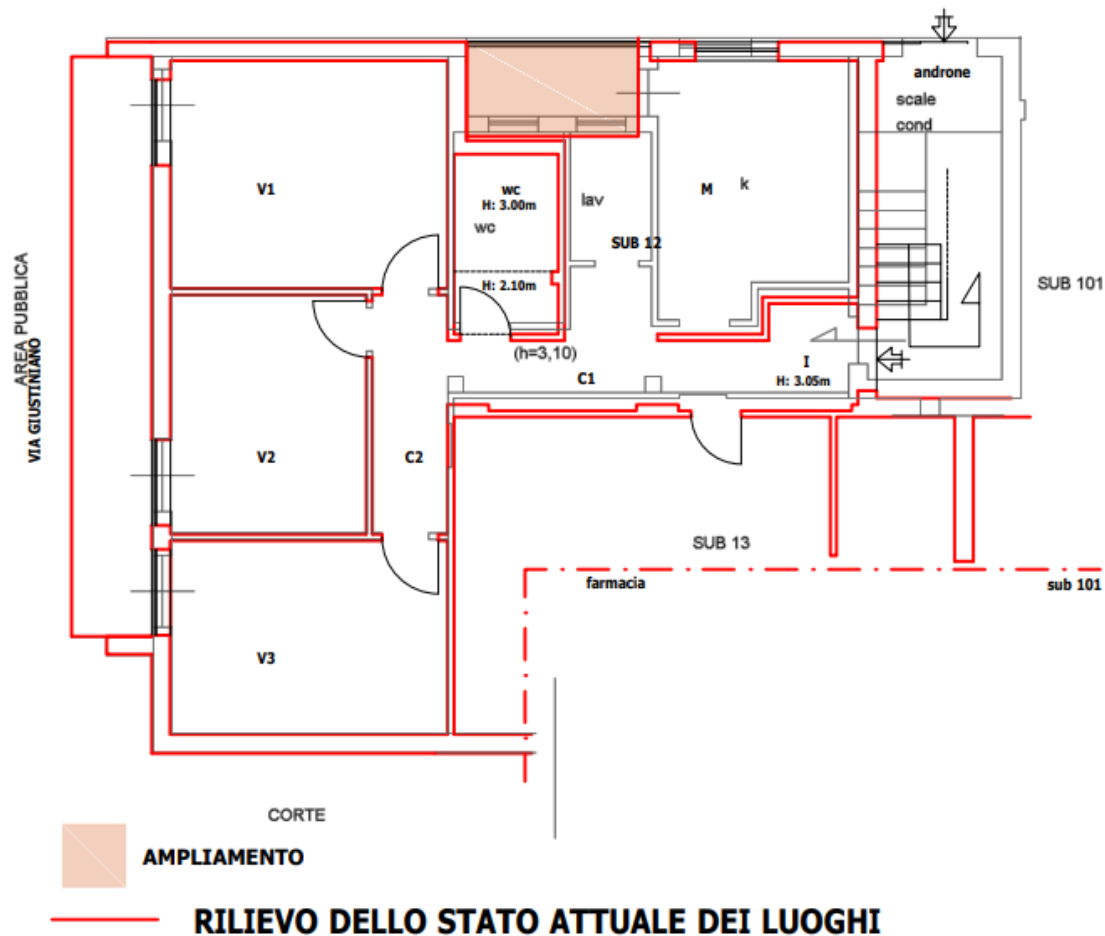 androne
scale
cond
V1
wc
H: 3.00m
wc
lav
M
k
SUB 12
H: 2.10m
SUB 101
AREA PUBBLICA
VIA GIUSTINIANO
(h=3,10)
C1
I
H: 3.05m
V2
C2
SUB 13
farmacia
sub 101
V3
CORTE
AMPLIAMENTO
RILIEVO DELLO STATO ATTUALE DEI LUOGHI